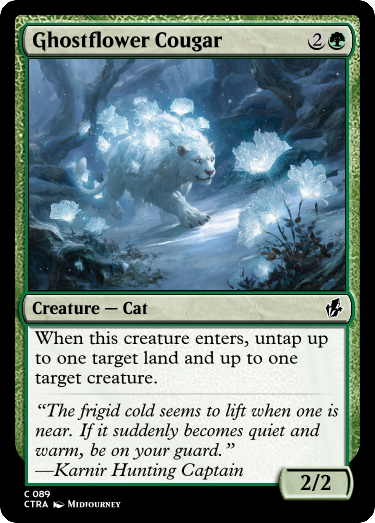 Ghostflower Cougar 2
Creature — Cat
When this creature enters, untap up
to one target land and up to one
target creature.
“The frigid cold seems to lift when one is
near. If it suddenly becomes quiet and
warm, be on your guard.”
—Karnir Hunting Captain
2/2
C 089
CTRA Midjourney